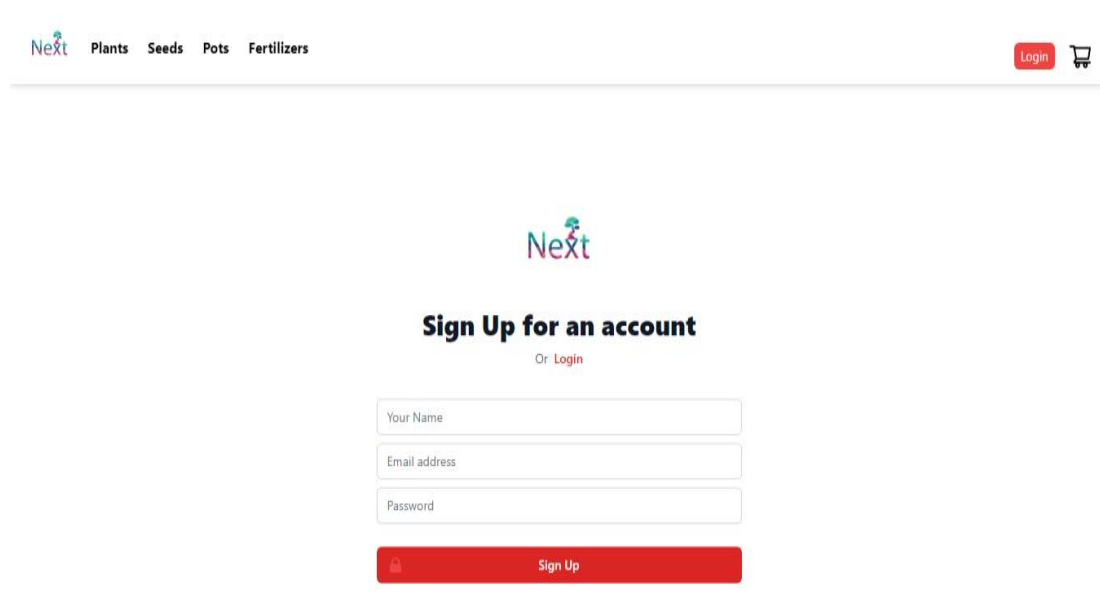 Next Plants Seeds Pots Fertilizers Login
Next
Sign Up for an account
Or Login
Your Name
Email address
Password
Sign Up